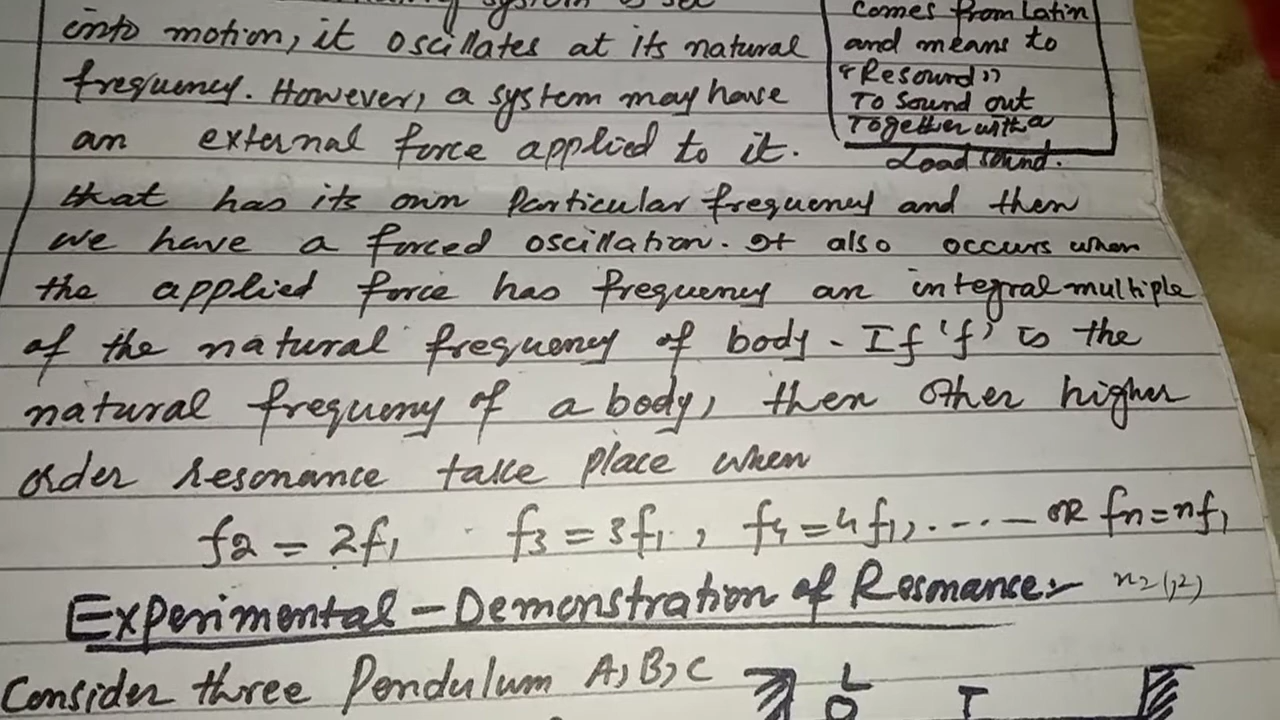 into motion, it oscillates at its natural
frequency. However, a system may have
an external force applied to it.
Comes from Latin
and means to
"Resound"
To sound out
Together with a
Load sound.
that has its own Particular frequency and then
we have a forced oscillation. It also occurs when
the applied force has frequency an integral multiple
of the natural frequency of body. If 'f' is the
natural frequency of a body, then other higher
order resonance take place when
f2 = 2f1 f3 = 3f1, f4 = 4f1, .---- OR fn = nf1
Experimental - Demonstration of Resonance:-
Consider three Pendulum A, B, C
L
T